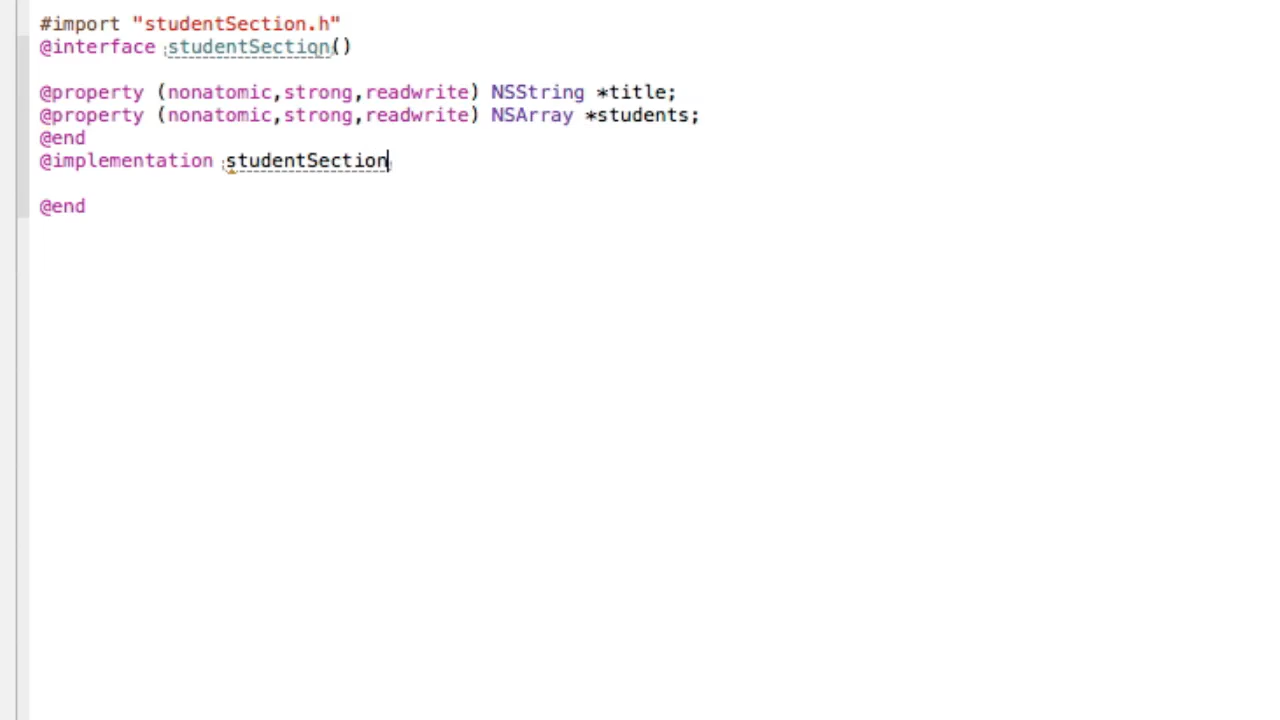 #import "studentSection.h"
@interface studentSection()
@property (nonatomic,strong,readwrite) NSString *title;
@property (nonatomic,strong,readwrite) NSArray *students;
@end
@implementation studentSection
@end